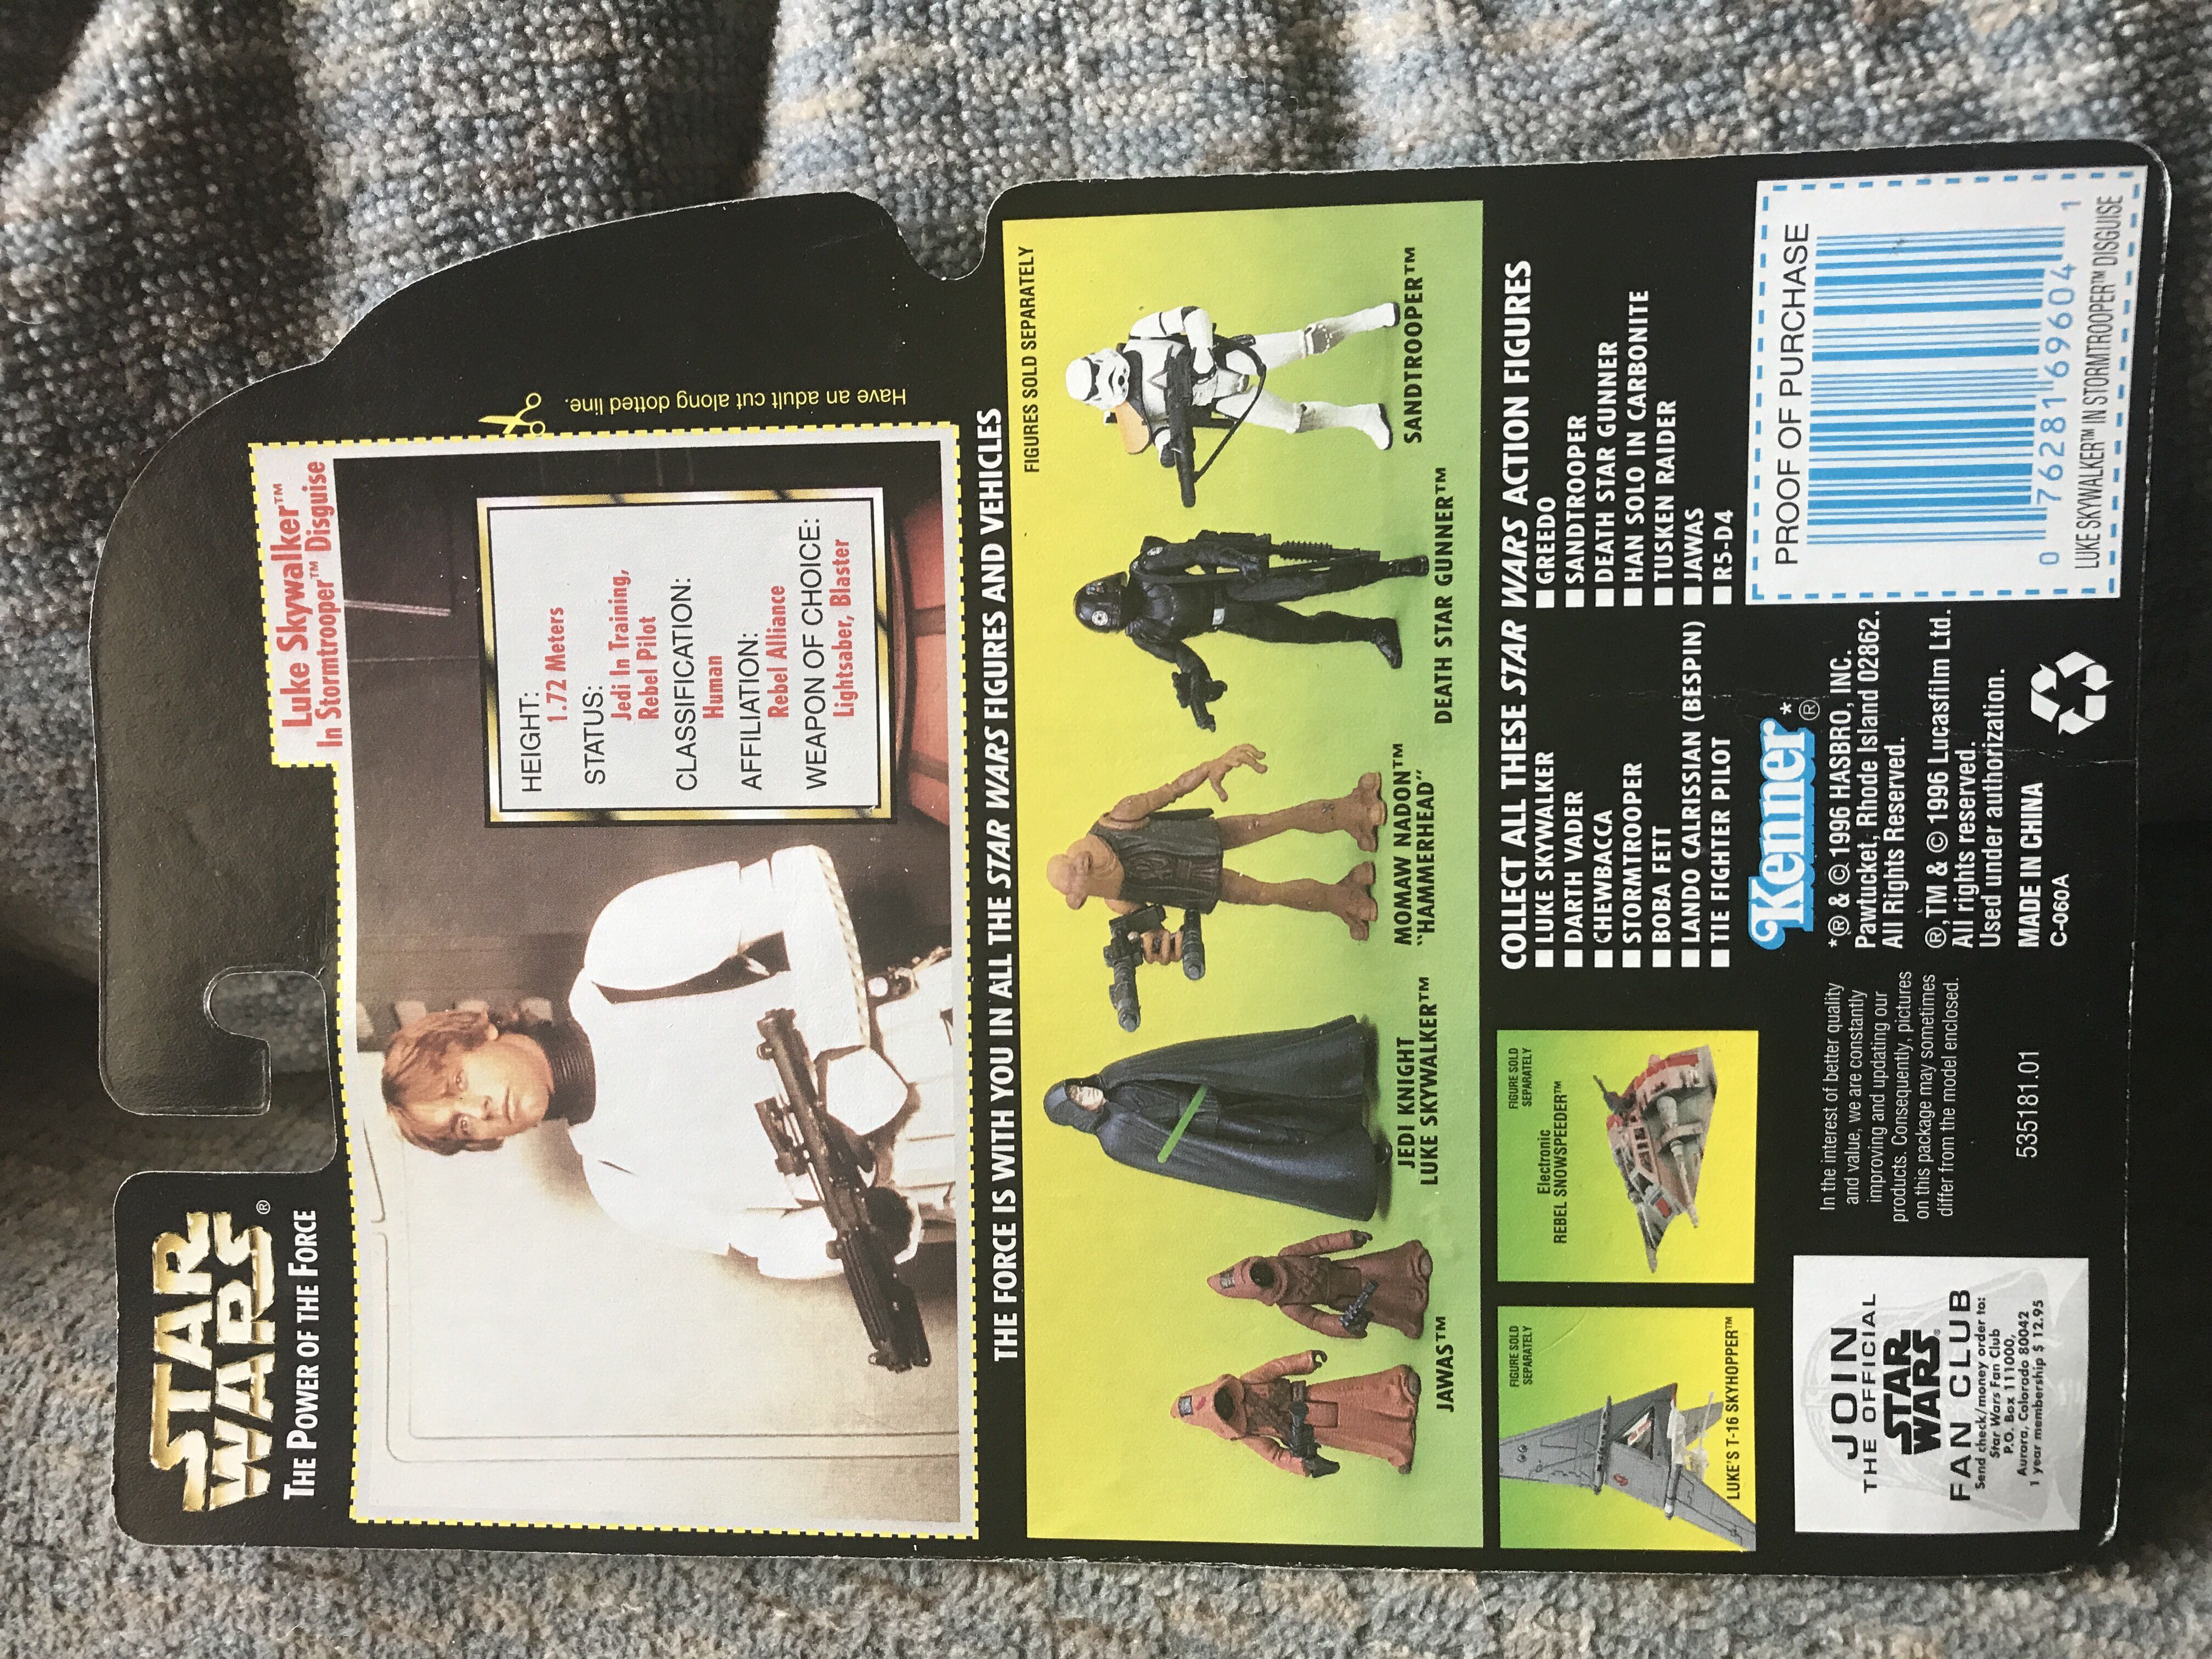 STAR
WARS®
THE POWER OF THE FORCE
Luke Skywalker™
In Stormtrooper™ Disguise
HEIGHT:
1.72 Meters
STATUS:
Jedi In Training,
Rebel Pilot
CLASSIFICATION:
Human
AFFILIATION:
Rebel Alliance
WEAPON OF CHOICE:
Lightsaber, Blaster
Have an adult cut along dotted line.
THE FORCE IS WITH YOU IN ALL THE STAR WARS FIGURES AND VEHICLES
FIGURES SOLD SEPARATELY
JAWAS™
JEDI KNIGHT
LUKE SKYWALKER™
MOMAW NADON™
"HAMMERHEAD"
DEATH STAR GUNNER™
SANDTROOPER™
FIGURE SOLD
SEPARATELY
LUKE'S T-16 SKYHOPPER™
FIGURE SOLD
SEPARATELY
Electronic
REBEL SNOWSPEEDER™
COLLECT ALL THESE STAR WARS ACTION FIGURES
■ LUKE SKYWALKER
■ DARTH VADER
■ CHEWBACCA
■ STORMTROOPER
■ BOBA FETT
■ LANDO CALRISSIAN (BESPIN)
■ TIE FIGHTER PILOT
■ GREEDO
■ SANDTROOPER
■ DEATH STAR GUNNER
■ HAN SOLO IN CARBONITE
■ TUSKEN RAIDER
■ JAWAS
■ R5-D4
JOIN
THE OFFICIAL
STAR
WARS®
FAN CLUB
Send check/money order to:
Star Wars Fan Club
P.O. Box 111000,
Aurora, Colorado 80042
1 year membership $ 12.95
In the interest of better quality
and value, we are constantly
improving and updating our
products. Consequently, pictures
on this package may sometimes
differ from the model enclosed.
535181.01
Kenner*®
*® & © 1996 HASBRO, INC.
Pawtucket, Rhode Island 02862.
All Rights Reserved.
®, TM & © 1996 Lucasfilm Ltd.
All rights reserved.
Used under authorization.
MADE IN CHINA
C-060A
PROOF OF PURCHASE
0 76281 69604 1
LUKE SKYWALKER™ IN STORMTROOPER™ DISGUISE